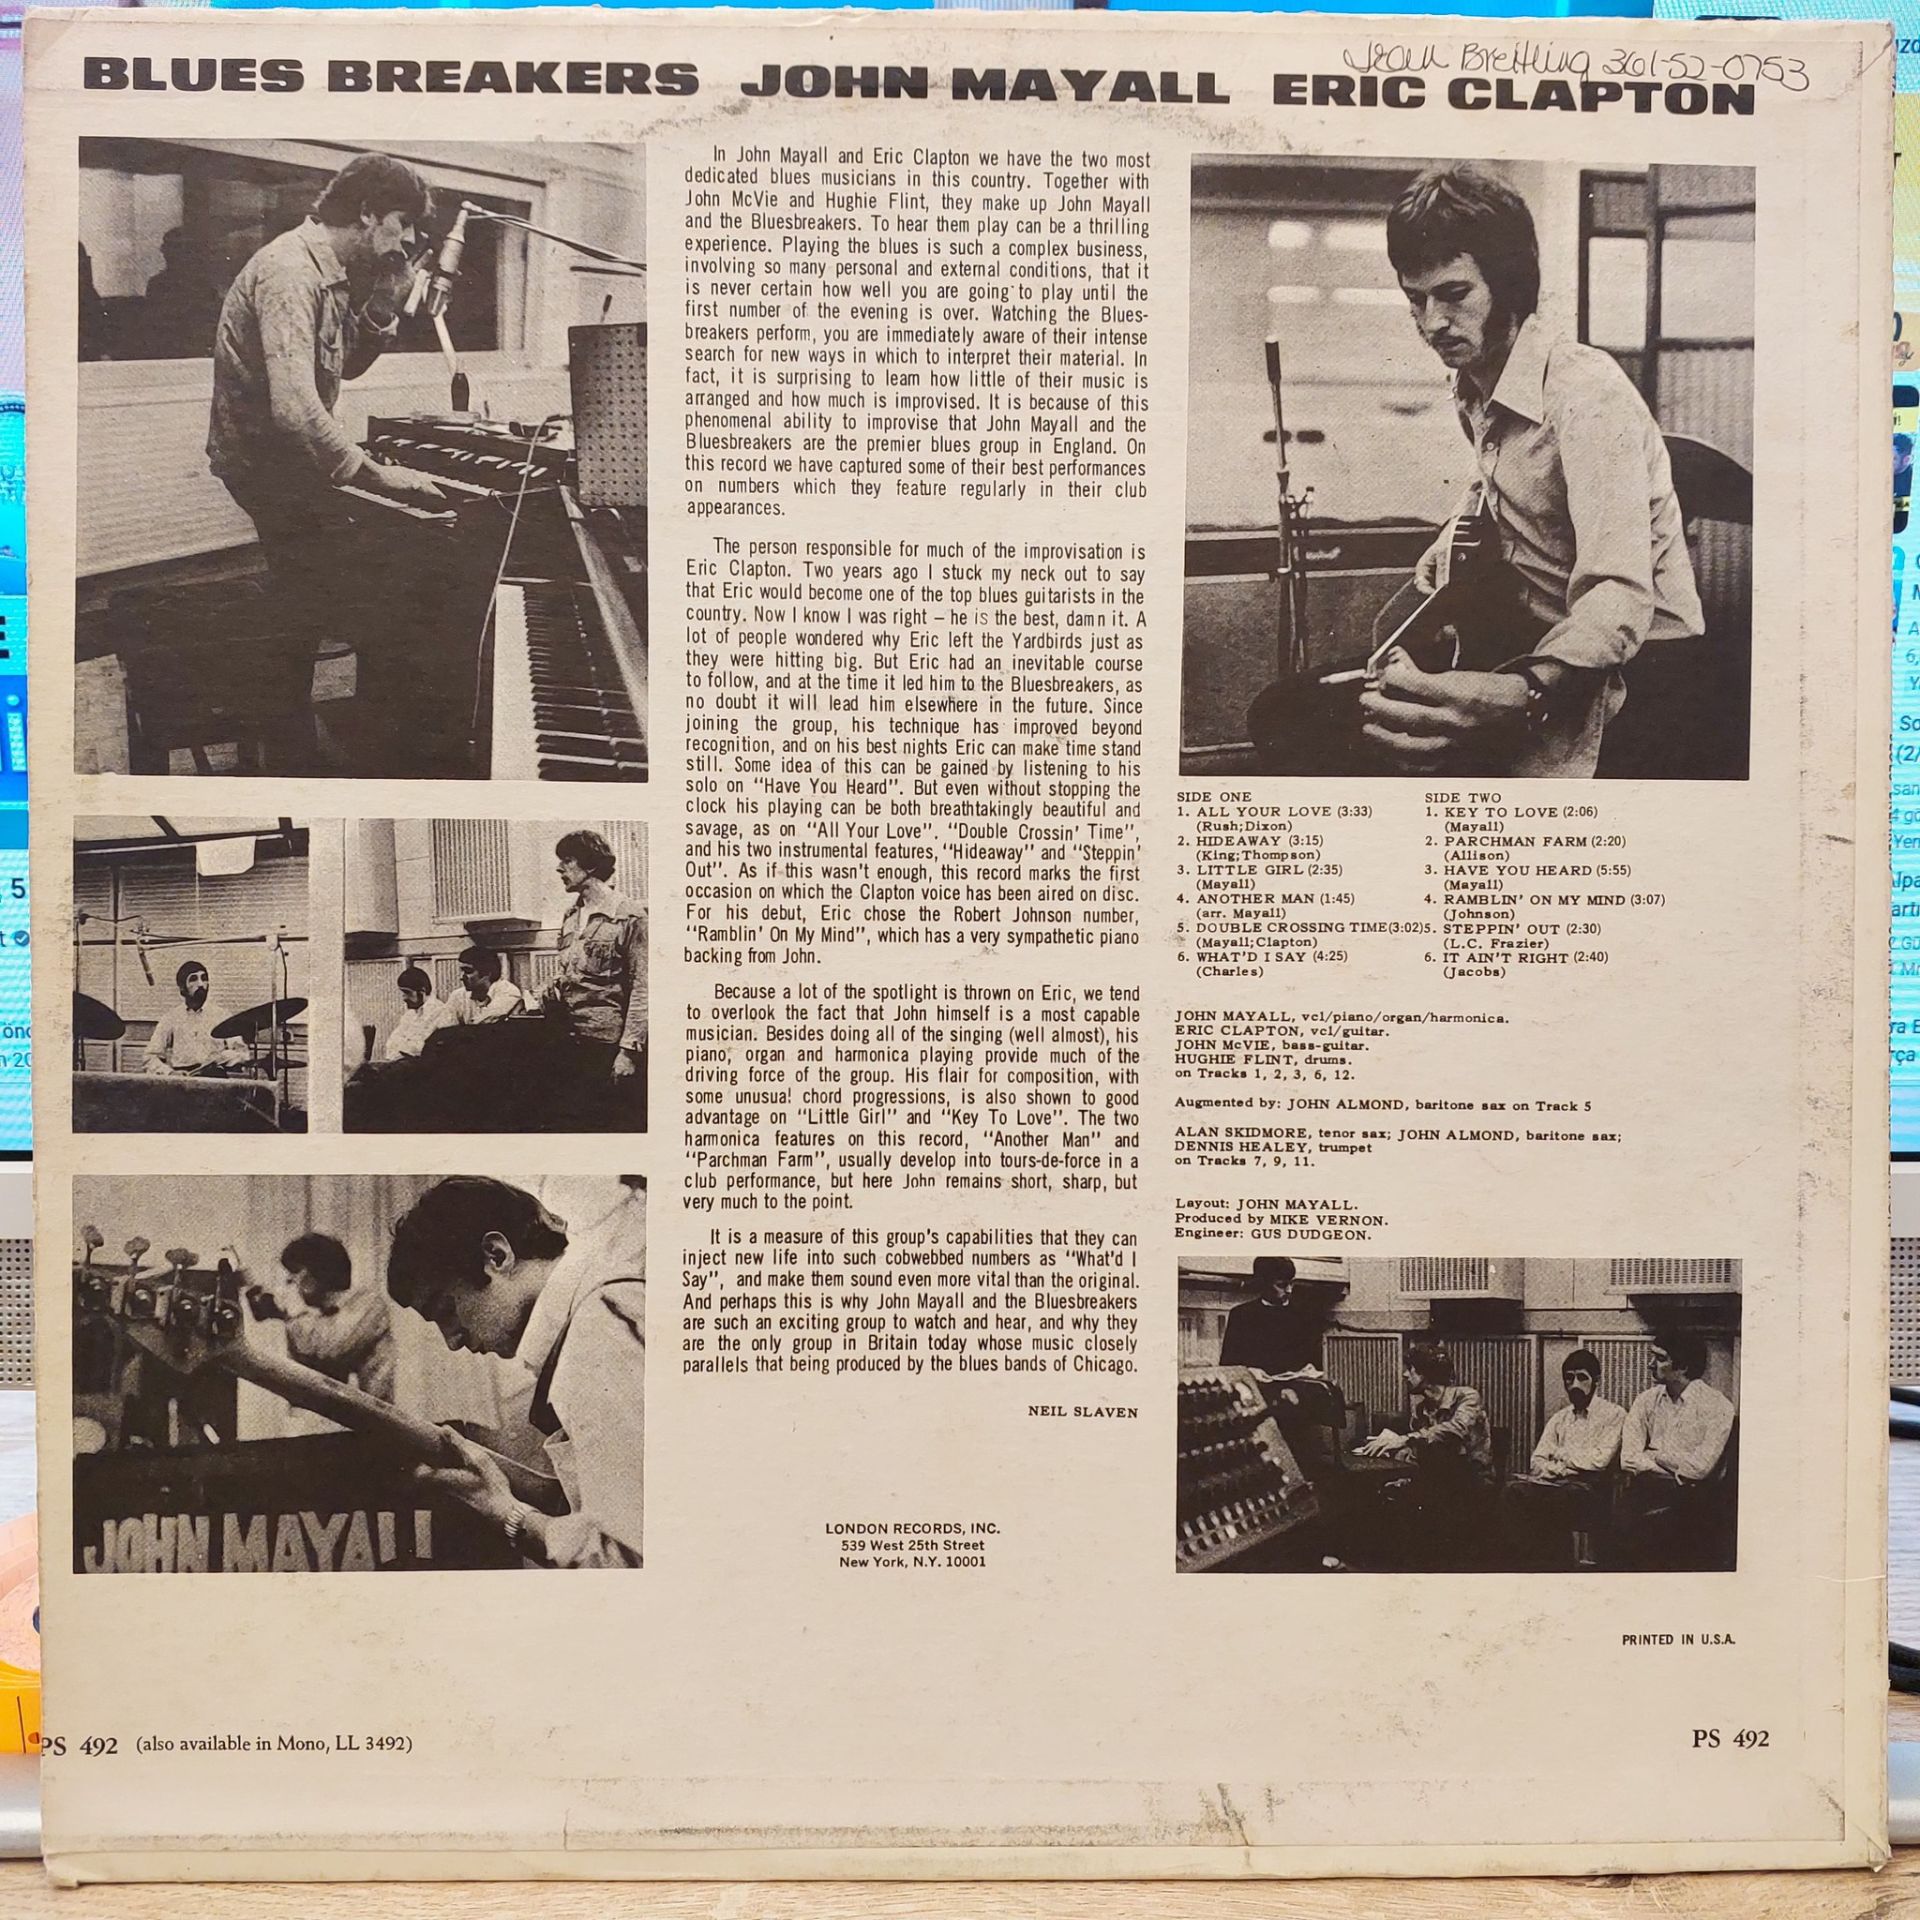 Breitling 361-52-0753
BLUES BREAKERS JOHN MAYALL ERIC CLAPTON
In John Mayall and Eric Clapton we have the two most
dedicated blues musicians in this country. Together with
John McVie and Hughie Flint, they make up John Mayall
and the Bluesbreakers. To hear them play can be a thrilling
experience. Playing the blues is such a complex business,
involving so many personal and external conditions, that it
is never certain how well you are going to play until the
first number of the evening is over. Watching the Blues-
breakers perform, you are immediately aware of their intense
search for new ways in which to interpret their material. In
fact, it is surprising to learn how little of their music is
arranged and how much is improvised. It is because of this
phenomenal ability to improvise that John Mayall and the
Bluesbreakers are the premier blues group in England. On
this record we have captured some of their best performances
on numbers which they feature regularly in their club
appearances.
The person responsible for much of the improvisation is
Eric Clapton. Two years ago I stuck my neck out to say
that Eric would become one of the top blues guitarists in the
country. Now I know I was right – he is the best, damn it. A
lot of people wondered why Eric left the Yardbirds just as
they were hitting big. But Eric had an inevitable course
to follow, and at the time it led him to the Bluesbreakers, as
no doubt it will lead him elsewhere in the future. Since
joining the group, his technique has improved beyond
recognition, and on his best nights Eric can make time stand
still. Some idea of this can be gained by listening to his
solo on "Have You Heard". But even without stopping the
clock his playing can be both breathtakingly beautiful and
savage, as on "All Your Love". "Double Crossin' Time",
and his two instrumental features, "Hideaway" and "Steppin'
Out". As if this wasn't enough, this record marks the first
occasion on which the Clapton voice has been aired on disc.
For his debut, Eric chose the Robert Johnson number,
"Ramblin' On My Mind", which has a very sympathetic piano
backing from John.
Because a lot of the spotlight is thrown on Eric, we tend
to overlook the fact that John himself is a most capable
musician. Besides doing all of the singing (well almost), his
piano, organ and harmonica playing provide much of the
driving force of the group. His flair for composition, with
some unusual chord progressions, is also shown to good
advantage on "Little Girl" and "Key To Love". The two
harmonica features on this record, "Another Man" and
"Parchman Farm", usually develop into tours-de-force in a
club performance, but here John remains short, sharp, but
very much to the point.
It is a measure of this group's capabilities that they can
inject new life into such cobwebbed numbers as "What'd I
Say", and make them sound even more vital than the original.
And perhaps this is why John Mayall and the Bluesbreakers
are such an exciting group to watch and hear, and why they
are the only group in Britain today whose music closely
parallels that being produced by the blues bands of Chicago.
NEIL SLAVEN
LONDON RECORDS, INC.
539 West 25th Street
New York, N.Y. 10001
SIDE ONE
1. ALL YOUR LOVE (3:33)
(Rush;Dixon)
2. HIDEAWAY (3:15)
(King;Thompson)
3. LITTLE GIRL (2:35)
(Mayall)
4. ANOTHER MAN (1:45)
(arr. Mayall)
5. DOUBLE CROSSING TIME(3:02)
(Mayall;Clapton)
6. WHAT'D I SAY (4:25)
(Charles)
SIDE TWO
1. KEY TO LOVE (2:06)
(Mayall)
2. PARCHMAN FARM (2:20)
(Allison)
3. HAVE YOU HEARD (5:55)
(Mayall)
4. RAMBLIN' ON MY MIND (3:07)
(Johnson)
5. STEPPIN' OUT (2:30)
(L.C. Frazier)
6. IT AIN'T RIGHT (2:40)
(Jacobs)
JOHN MAYALL, vcl/piano/organ/harmonica.
ERIC CLAPTON, vcl/guitar.
JOHN McVIE, bass-guitar.
HUGHIE FLINT, drums.
on Tracks 1, 2, 3, 6, 12.
Augmented by: JOHN ALMOND, baritone sax on Track 5
ALAN SKIDMORE, tenor sax; JOHN ALMOND, baritone sax;
DENNIS HEALEY, trumpet
on Tracks 7, 9, 11.
Layout: JOHN MAYALL.
Produced by MIKE VERNON.
Engineer: GUS DUDGEON.
JOHN MAYALL
PRINTED IN U.S.A.
PS 492 (also available in Mono, LL 3492)
PS 492